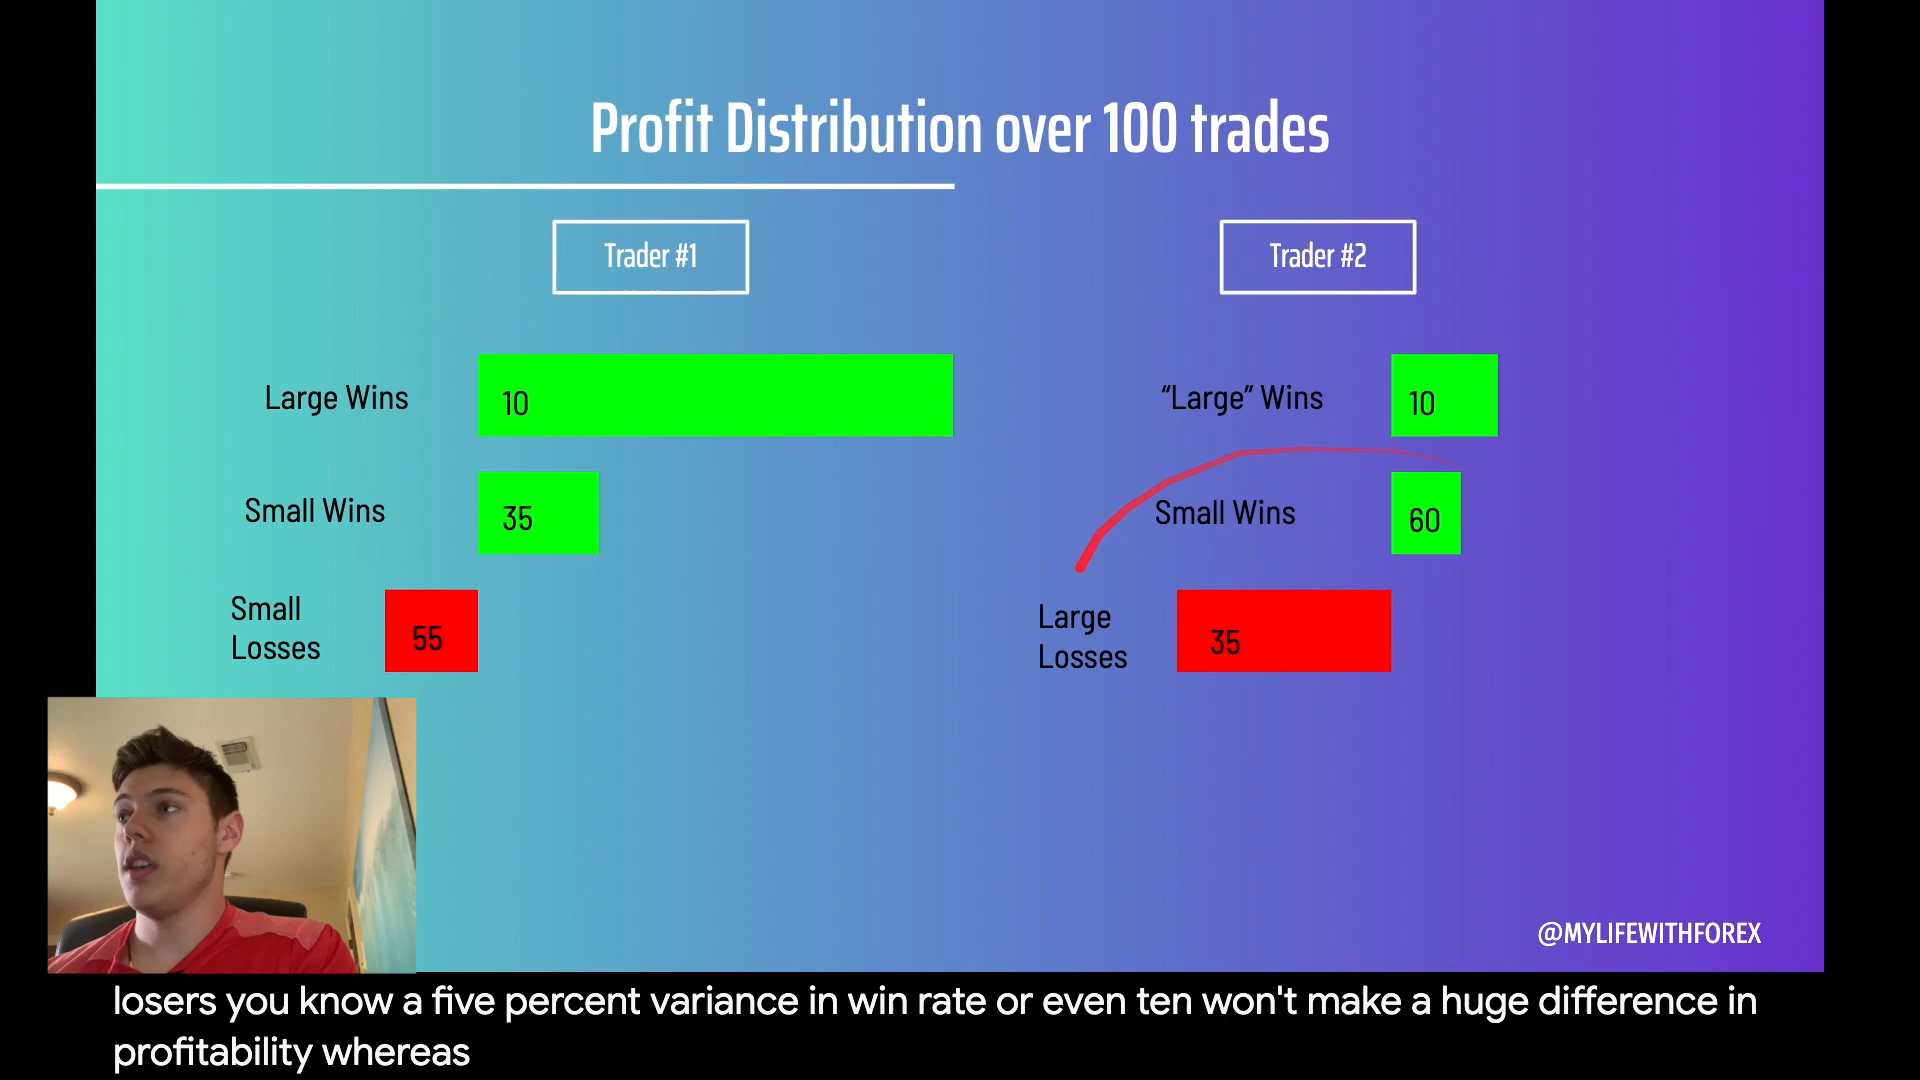 Profit Distribution over 100 trades
Trader #1
Trader #2
Large Wins
10
Small Wins
35
Small
Losses
55
“Large” Wins
10
Small Wins
60
Large
Losses
35
@MYLIFEWITHFOREX
losers you know a five percent variance in win rate or even ten won't make a huge difference in
profitability whereas